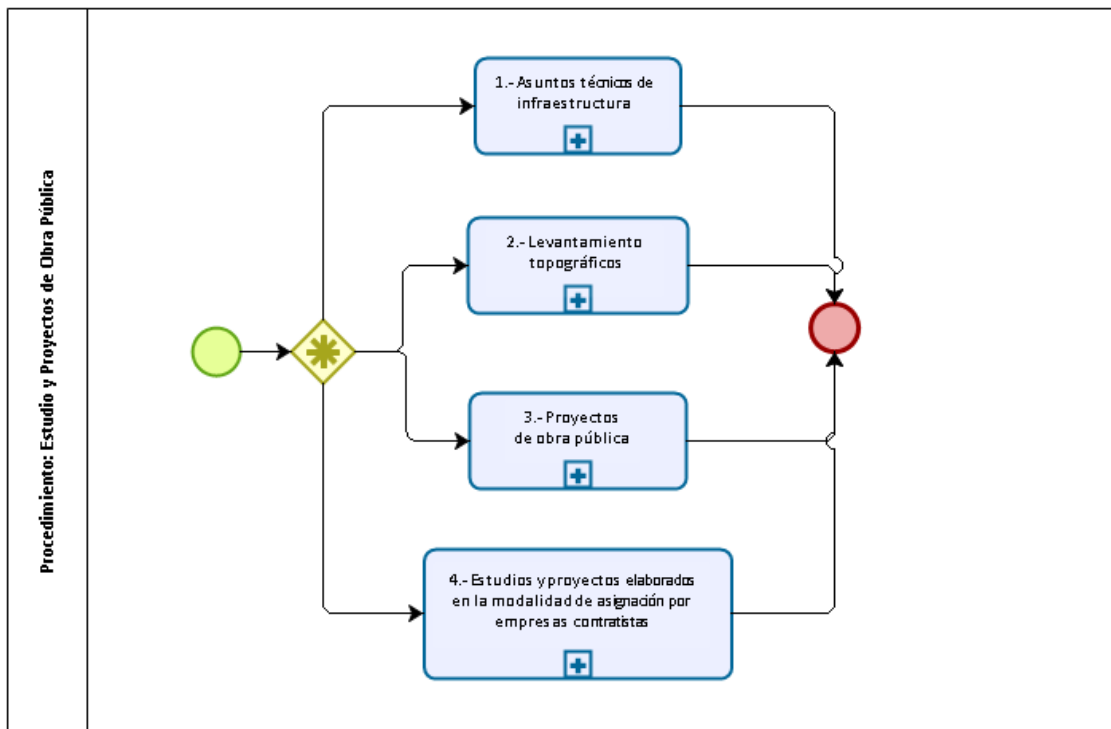 Procedimiento: Estudio y Proyectos de Obra Pública
1.- Asuntos técnicos de
infraestructura
2.- Levantamiento
topográficos
3.- Proyectos
de obra pública
4.- Estudios y proyectos elaborados
en la modalidad de asignación por
empresas contratistas